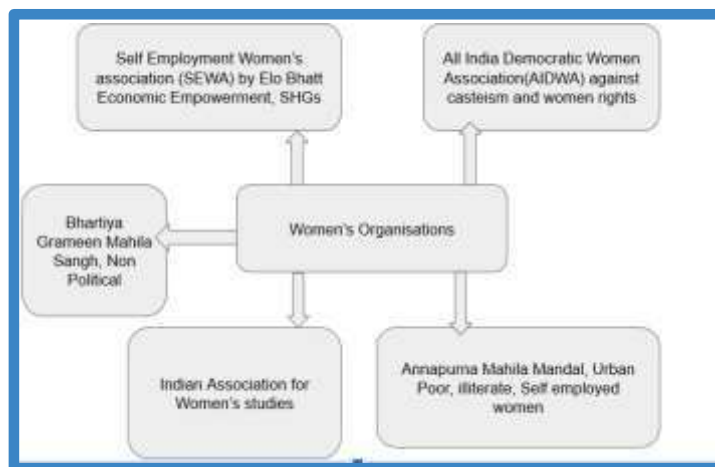 Self Employment Women's
association (SEWA) by Elo Bhatt
Economic Empowerment, SHGs
All India Democratic Women
Association(AIDWA) against
casteism and women rights
Bhartiya
Grameen Mahila
Sangh, Non
Political
Women's Organisations
Indian Association for
Women's studies
Annapurna Mahila Mandal, Urban
Poor, illiterate, Self employed
women